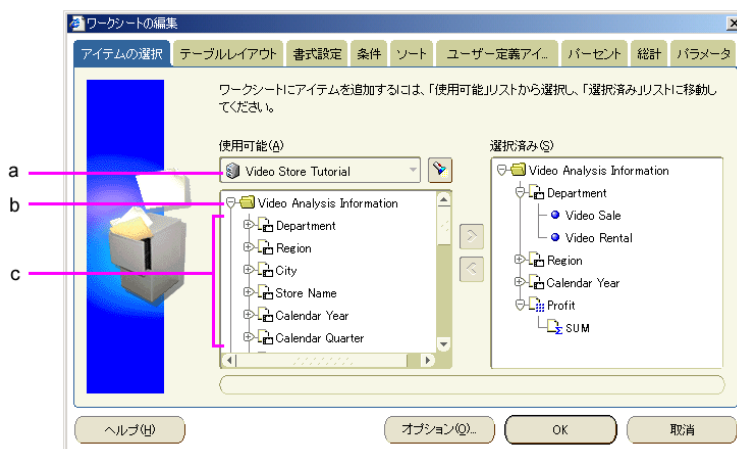 ワークシートの編集
アイテムの選択 テーブルレイアウト 書式設定 条件 ソート ユーザー定義アイ... パーセント 総計 パラメータ
ワークシートにアイテムを追加するには、「使用可能」リストから選択し、「選択済み」リストに移動し
てください。
使用可能(A)
選択済み(S)
a
Video Store Tutorial
b
Video Analysis Information
c
Department
Region
City
Store Name
Calendar Year
Calendar Quarter
Video Analysis Information
Department
Video Sale
Video Rental
Region
Calendar Year
Profit
SUM
ヘルプ(H)
オプション(O)...
OK
取消